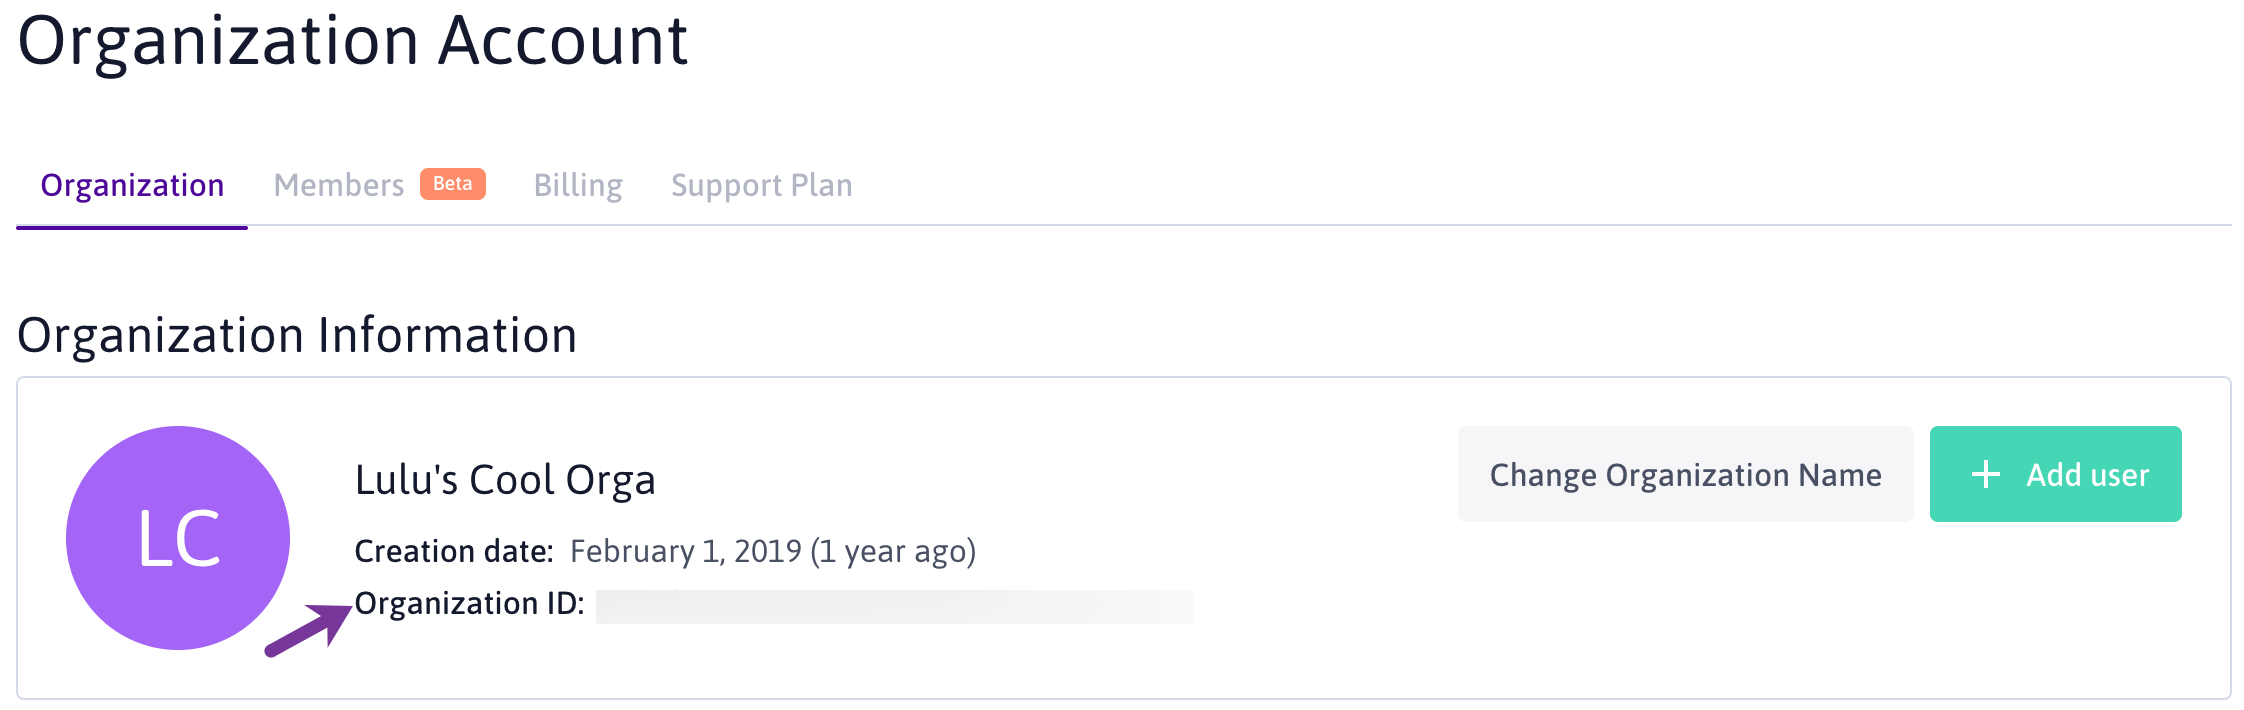 Organization Account
Organization Members Beta Billing Support Plan
Organization Information
LC
Lulu's Cool Orga
Creation date: February 1, 2019 (1 year ago)
Organization ID:
Change Organization Name
+ Add user